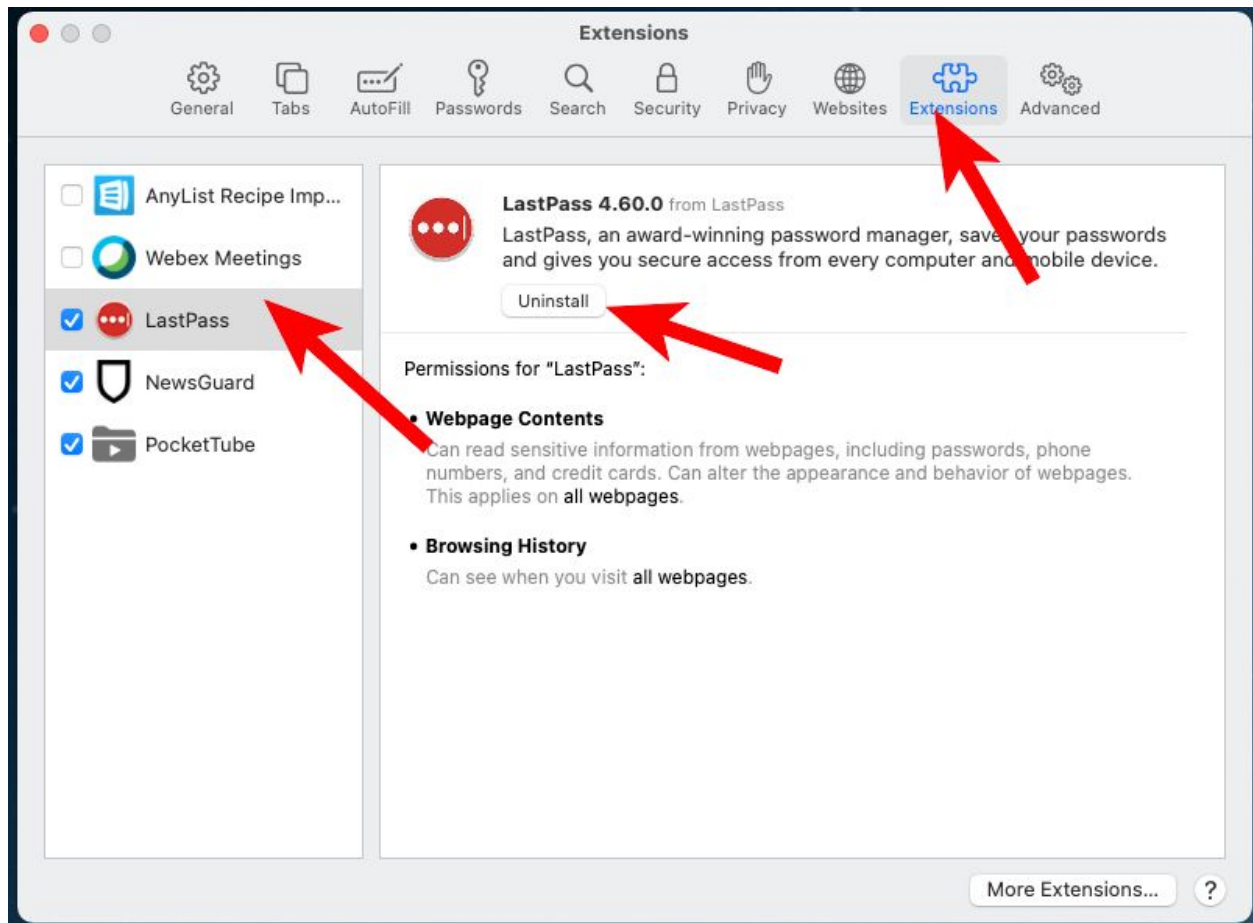 Extensions
General Tabs AutoFill Passwords Search Security Privacy Websites Extensions Advanced
AnyList Recipe Imp...
Webex Meetings
LastPass
NewsGuard
PocketTube
LastPass 4.60.0 from LastPass
LastPass, an award-winning password manager, saves your passwords
and gives you secure access from every computer and mobile device.
Uninstall
Permissions for "LastPass":
• Webpage Contents
Can read sensitive information from webpages, including passwords, phone
numbers, and credit cards. Can alter the appearance and behavior of webpages.
This applies on all webpages.
• Browsing History
Can see when you visit all webpages.
More Extensions... ?